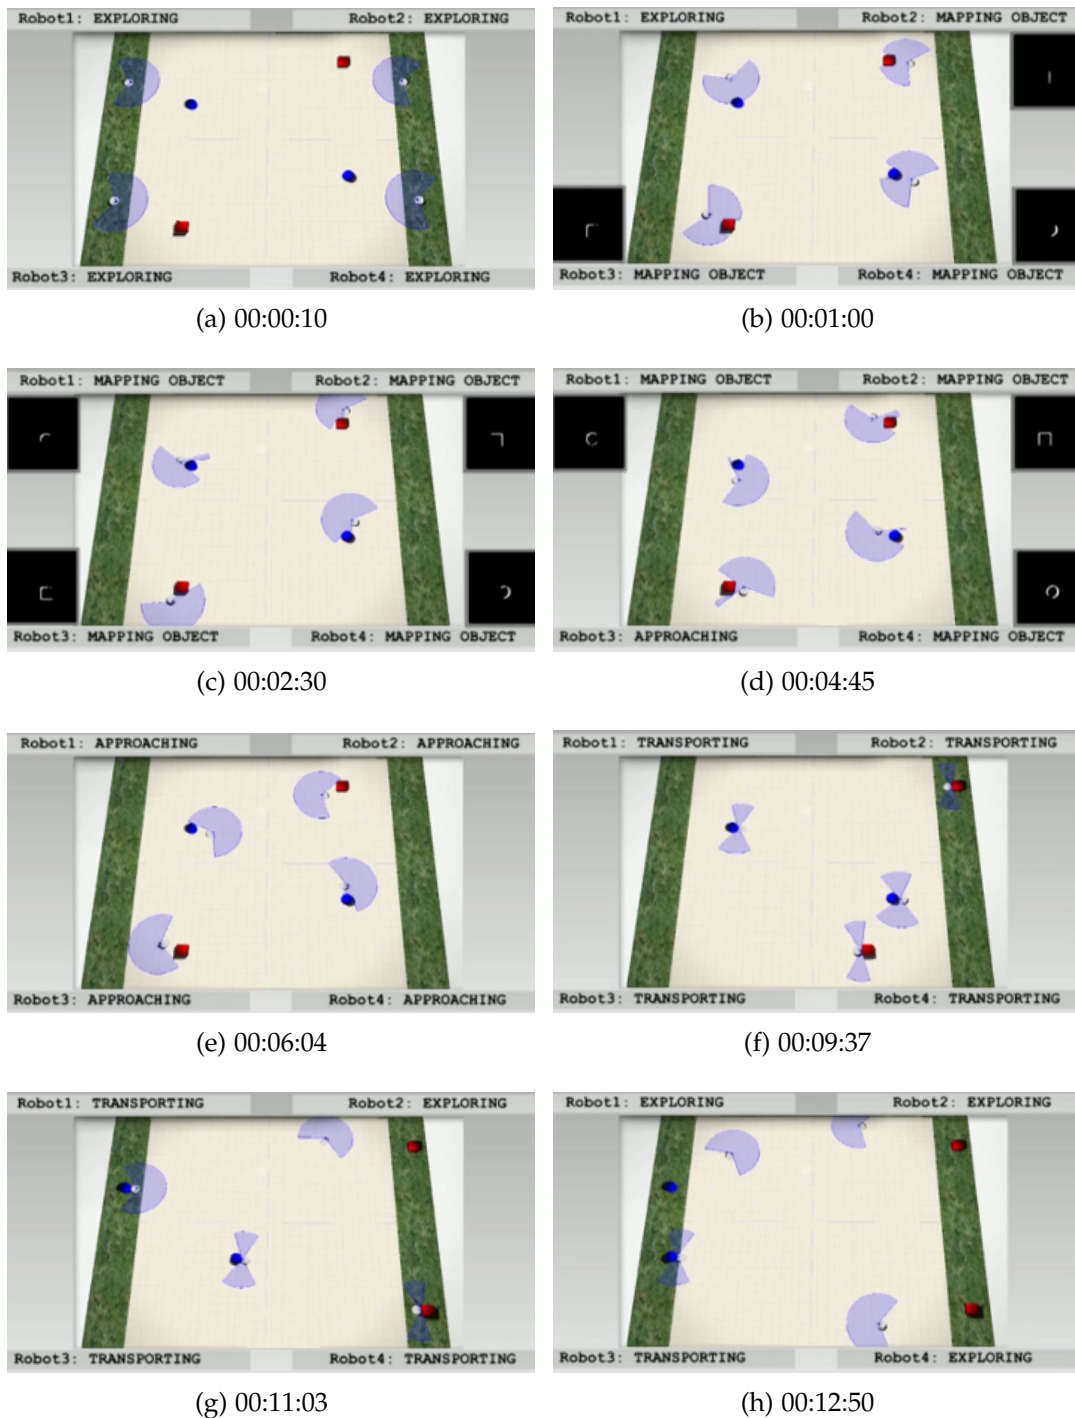 Robot1: EXPLORING Robot2: EXPLORING
Robot3: EXPLORING Robot4: EXPLORING
(a) 00:00:10
Robot1: EXPLORING Robot2: MAPPING OBJECT
Robot3: MAPPING OBJECT Robot4: MAPPING OBJECT
(b) 00:01:00
Robot1: MAPPING OBJECT Robot2: MAPPING OBJECT
Robot3: MAPPING OBJECT Robot4: MAPPING OBJECT
(c) 00:02:30
Robot1: MAPPING OBJECT Robot2: MAPPING OBJECT
Robot3: APPROACHING Robot4: MAPPING OBJECT
(d) 00:04:45
Robot1: APPROACHING Robot2: APPROACHING
Robot3: APPROACHING Robot4: APPROACHING
(e) 00:06:04
Robot1: TRANSPORTING Robot2: TRANSPORTING
Robot3: TRANSPORTING Robot4: TRANSPORTING
(f) 00:09:37
Robot1: TRANSPORTING Robot2: EXPLORING
Robot3: TRANSPORTING Robot4: TRANSPORTING
(g) 00:11:03
Robot1: EXPLORING Robot2: EXPLORING
Robot3: TRANSPORTING Robot4: EXPLORING
(h) 00:12:50